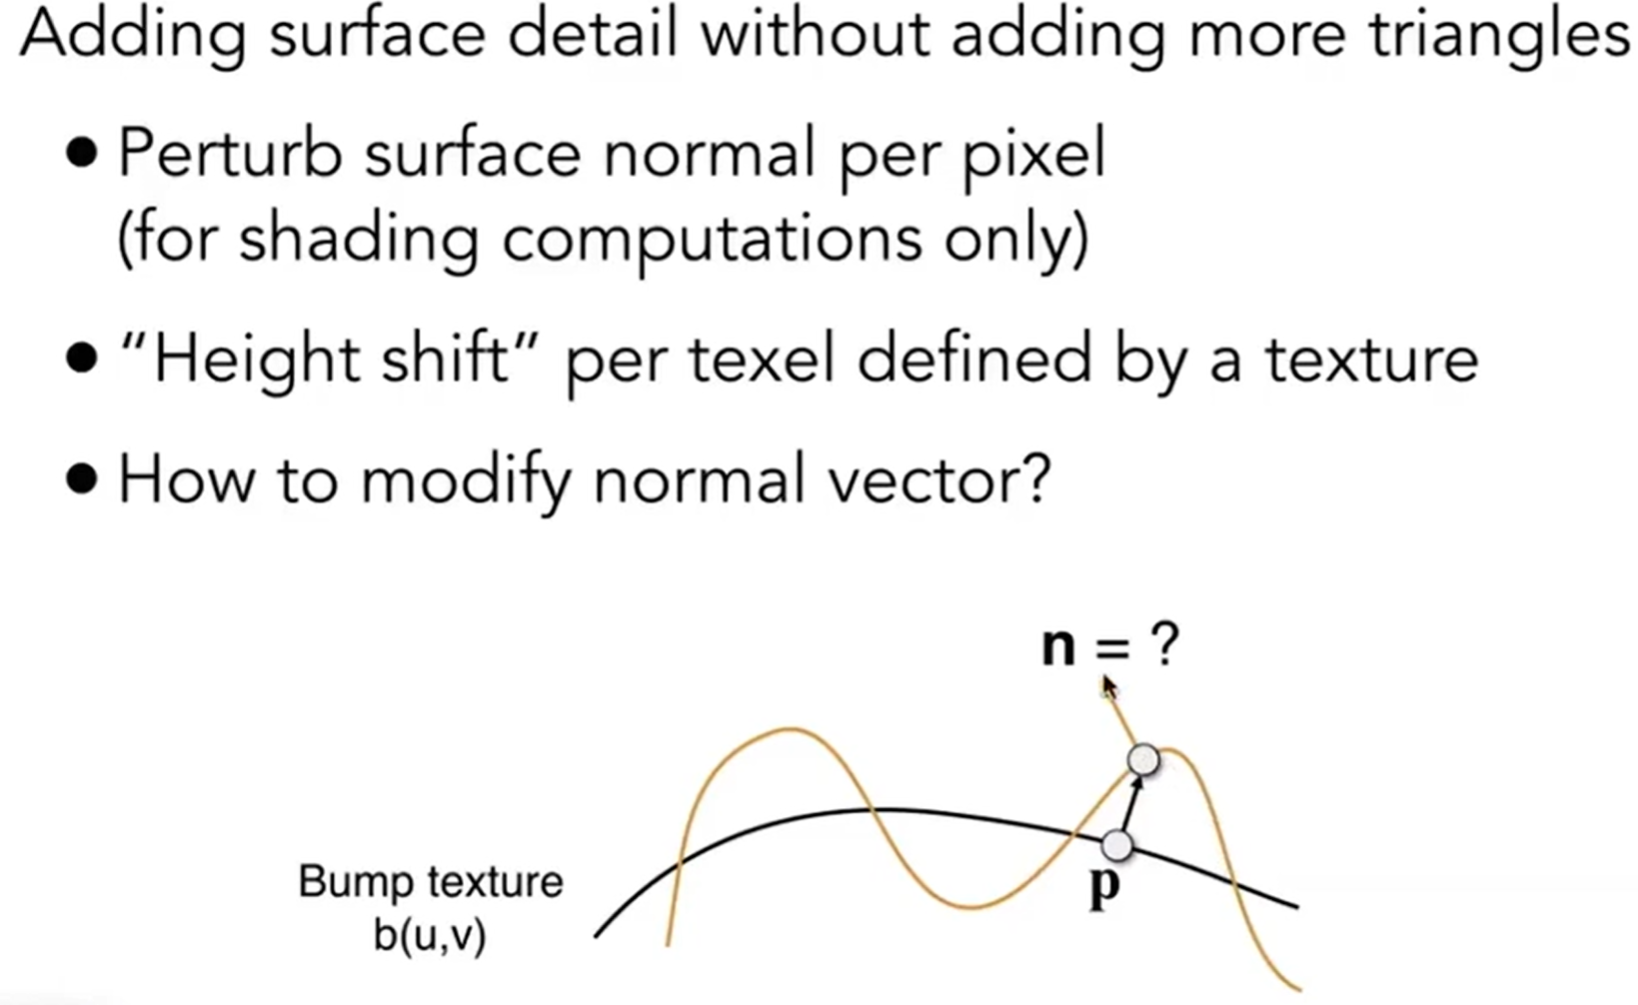 Adding surface detail without adding more triangles
● Perturb surface normal per pixel
(for shading computations only)
● “Height shift” per texel defined by a texture
● How to modify normal vector?
n = ?
p
Bump texture
b(u,v)